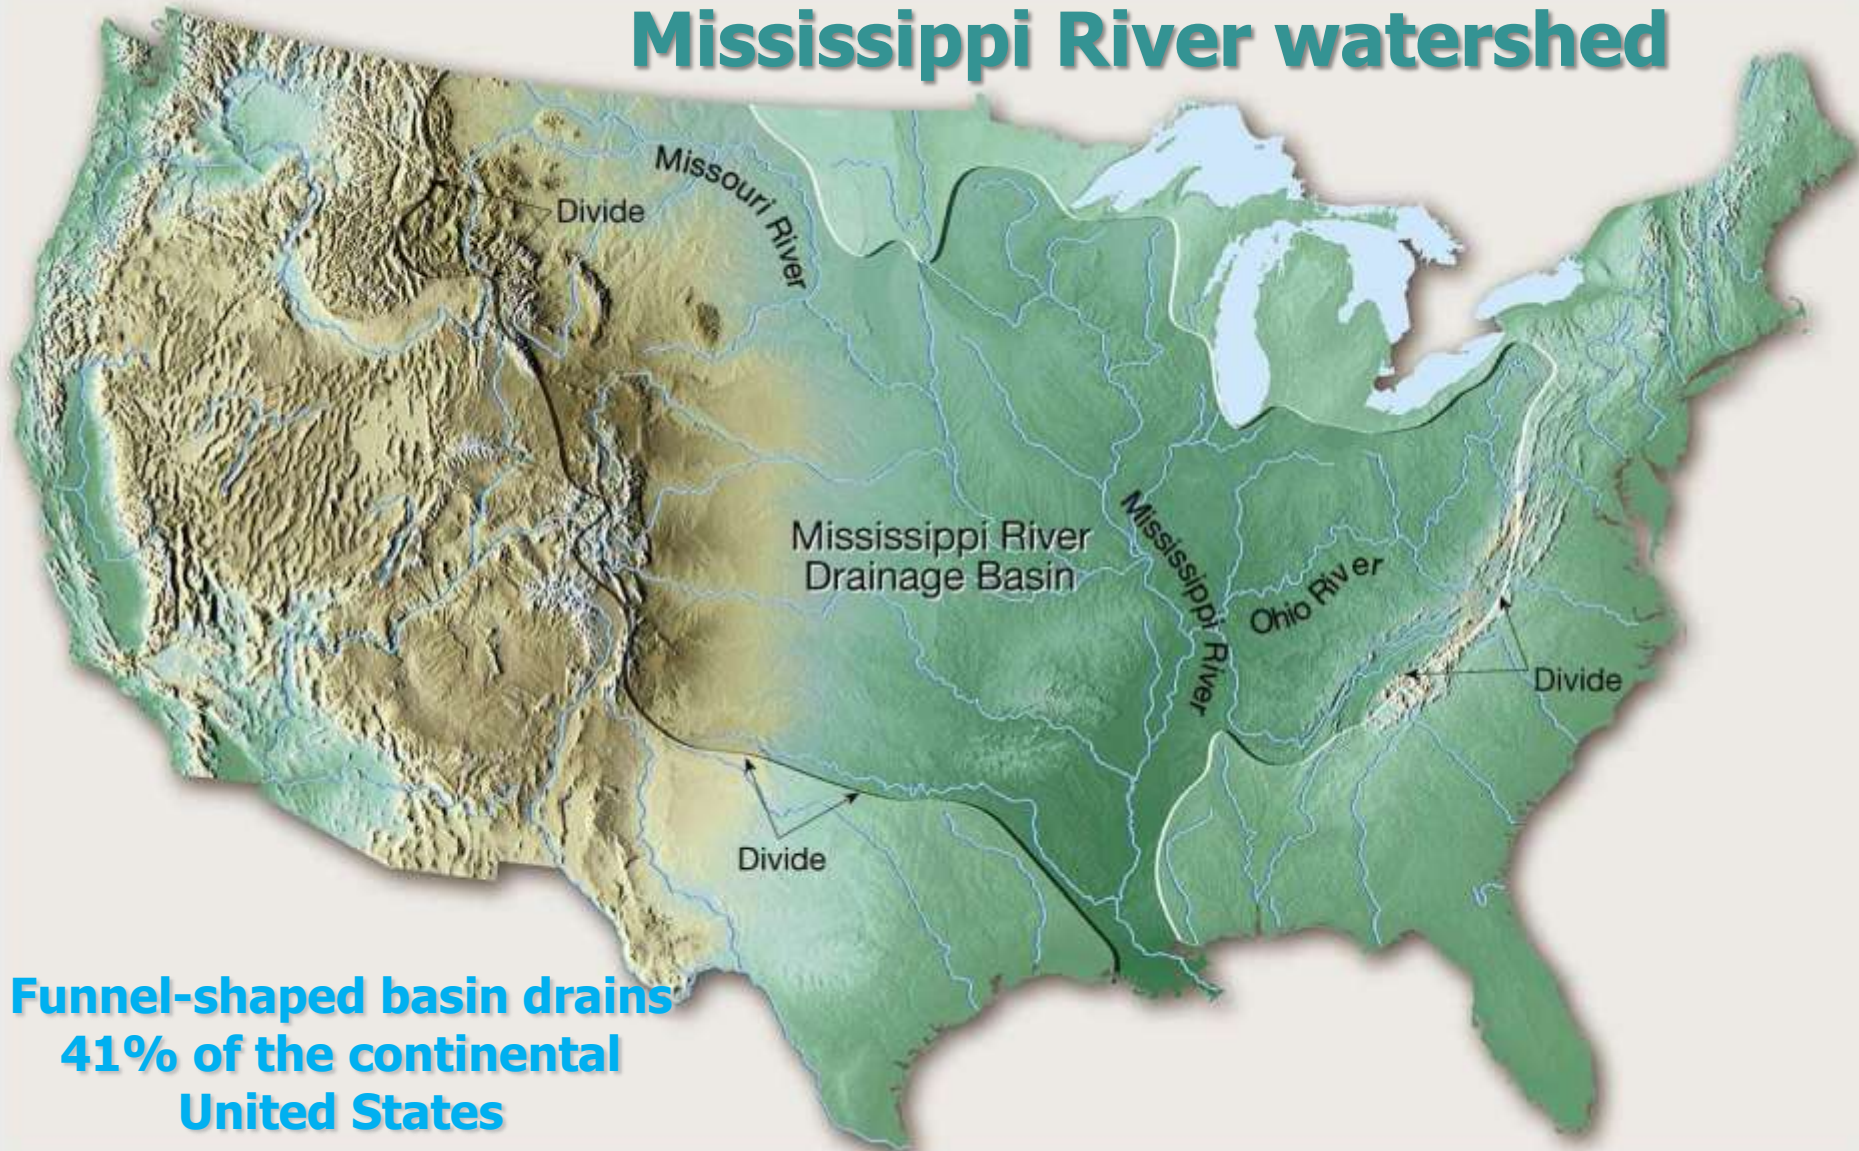 Mississippi River watershed
Missouri River
Divide
Mississippi River
Drainage Basin
Mississippi River
Ohio River
Divide
Divide
Funnel-shaped basin drains
41% of the continental
United States